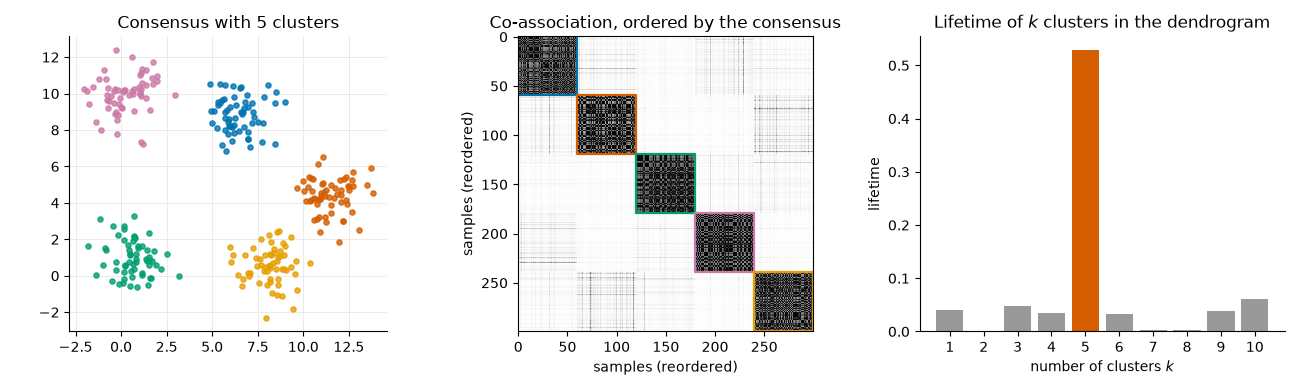 Consensus with 5 clusters
12
10
8
6
4
2
0
−2
−2.5 0.0 2.5 5.0 7.5 10.0 12.5
Co-association, ordered by the consensus
samples (reordered)
0
50
100
150
200
250
0 50 100 150 200 250
samples (reordered)
Lifetime of k clusters in the dendrogram
lifetime
0.5
0.4
0.3
0.2
0.1
0.0
1 2 3 4 5 6 7 8 9 10
number of clusters k